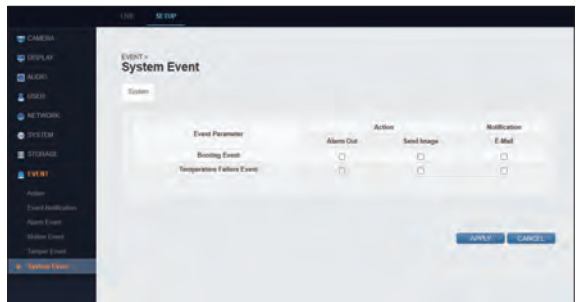 LIVE SETUP
CAMERA
DISPLAY
AUDIO
USER
NETWORK
SYSTEM
STORAGE
EVENT
Action
Event Notification
Alarm Event
Motion Event
Tamper Event
System Event
EVENT >
System Event
System
Event Parameter
Action
Notification
Alarm Out
Send Image
E-Mail
Booting Event
Temperature Failure Event
APPLY CANCEL